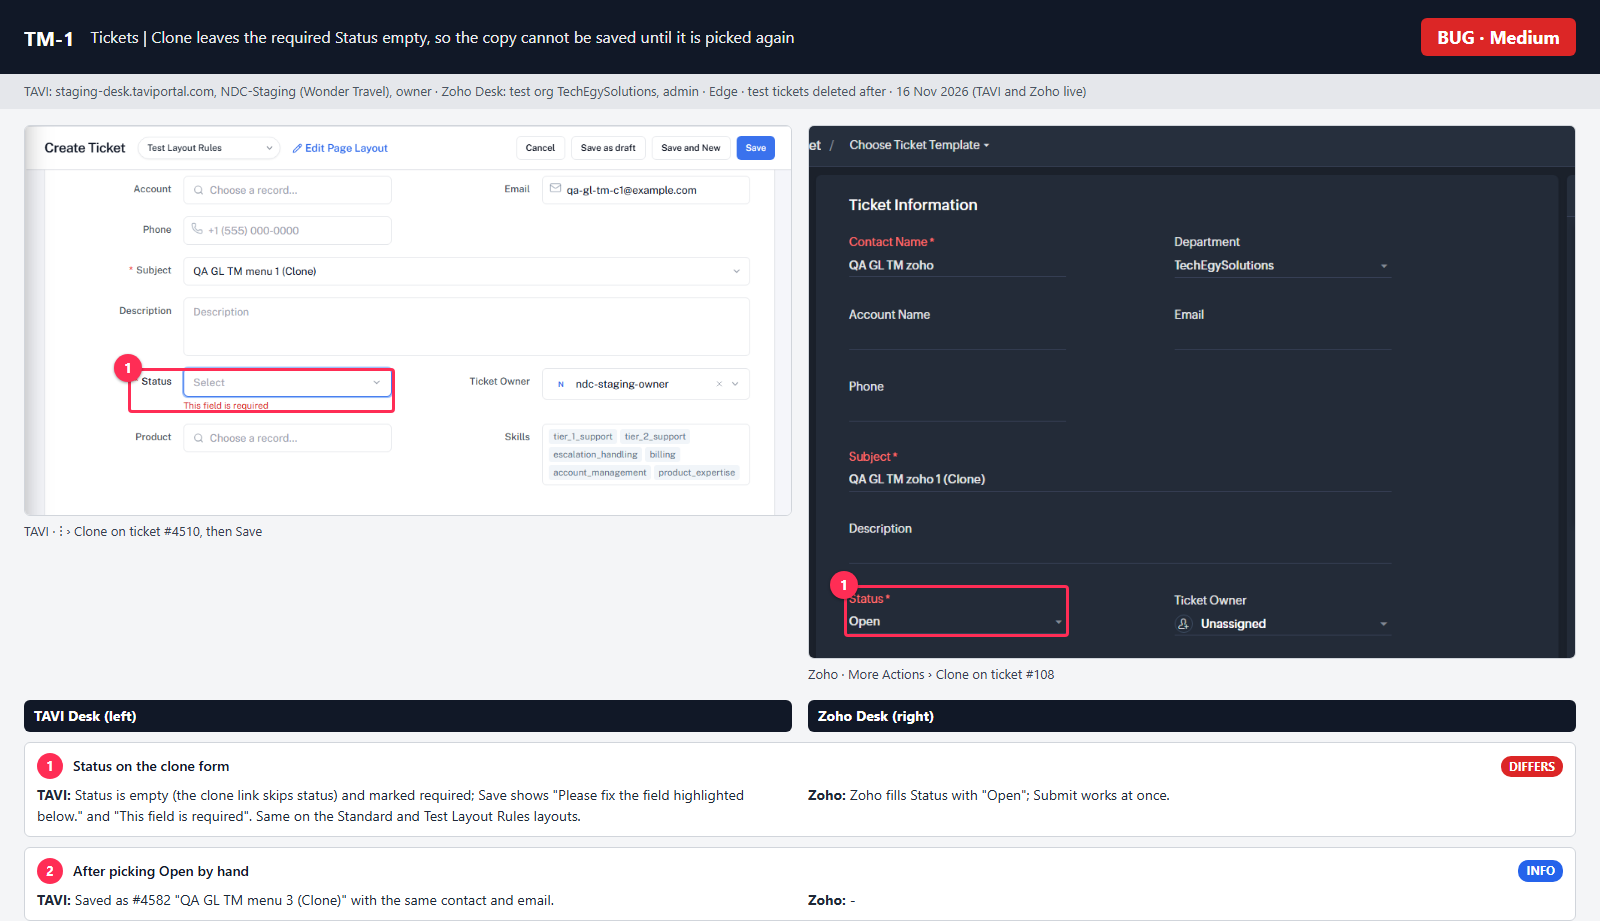 TM-1 Tickets | Clone leaves the required Status empty, so the copy cannot be saved until it is picked again
BUG · Medium
TAVI: staging-desk.taviportal.com, NDC-Staging (Wonder Travel), owner · Zoho Desk: test org TechEgySolutions, admin · Edge · test tickets deleted after · 16 Nov 2026 (TAVI and Zoho live)
Create Ticket Test Layout Rules Edit Page Layout Cancel Save as draft Save and New Save
Account Choose a record... Email qa-gl-tm-c1@example.com
Phone +1 (555) 000-0000
* Subject QA GL TM menu 1 (Clone)
Description Description
1
Status Select Ticket Owner N ndc-staging-owner
This field is required
Product Choose a record... Skills tier_1_support tier_2_support
escalation_handling billing
account_management product_expertise
TAVI · ⋮ › Clone on ticket #4510, then Save
et / Choose Ticket Template
Ticket Information
Contact Name * Department
QA GL TM zoho TechEgySolutions
Account Name Email
Phone
Subject *
QA GL TM zoho 1 (Clone)
Description
1
Status * Ticket Owner
Open Unassigned
Zoho · More Actions › Clone on ticket #108
TAVI Desk (left) Zoho Desk (right)
1 Status on the clone form DIFFERS
TAVI: Status is empty (the clone link skips status) and marked required; Save shows "Please fix the field highlighted
below." and "This field is required". Same on the Standard and Test Layout Rules layouts.
Zoho: Zoho fills Status with "Open"; Submit works at once.
2 After picking Open by hand INFO
TAVI: Saved as #4582 "QA GL TM menu 3 (Clone)" with the same contact and email.
Zoho: -